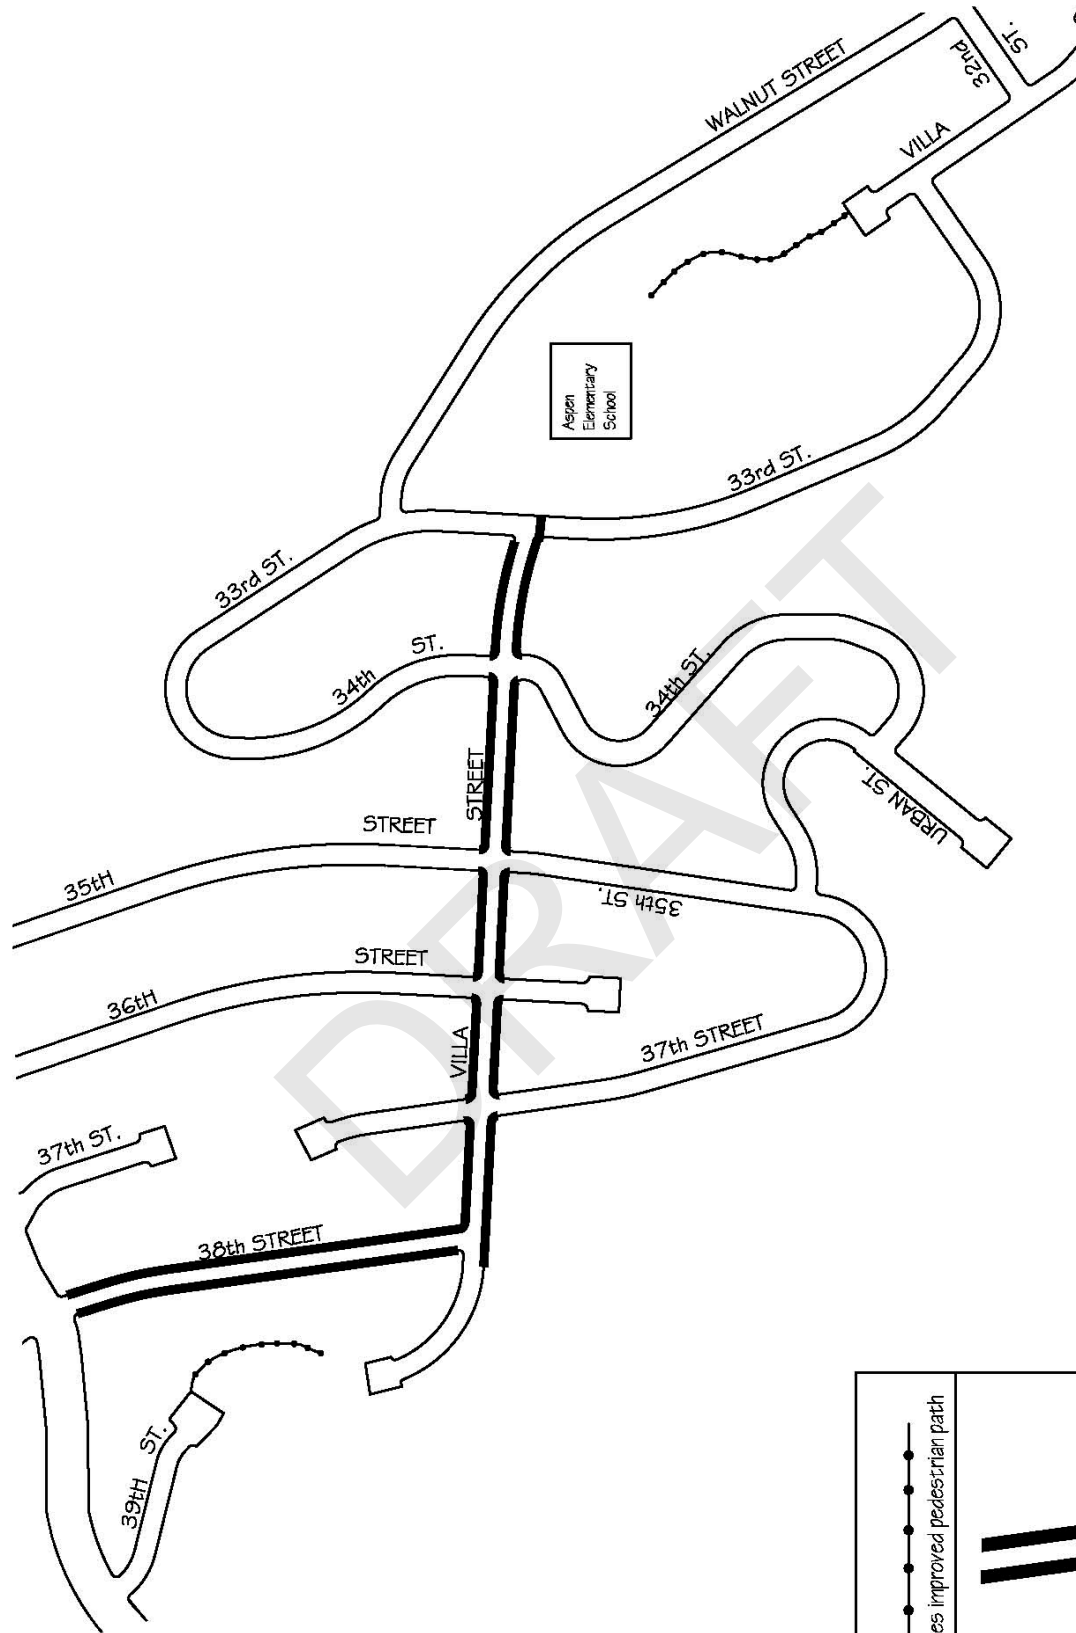 WALNUT STREET
32nd
ST.
VILLA
Aspen
Elementary
School
33rd ST.
33rd ST.
34th
ST.
34th ST.
STREET
URBAN ST.
35tH
STREET
35th ST.
36tH
STREET
VILLA
37th STREET
37th ST.
38th STREET
39tH
ST.
es improved pedestrian path
DRAFT